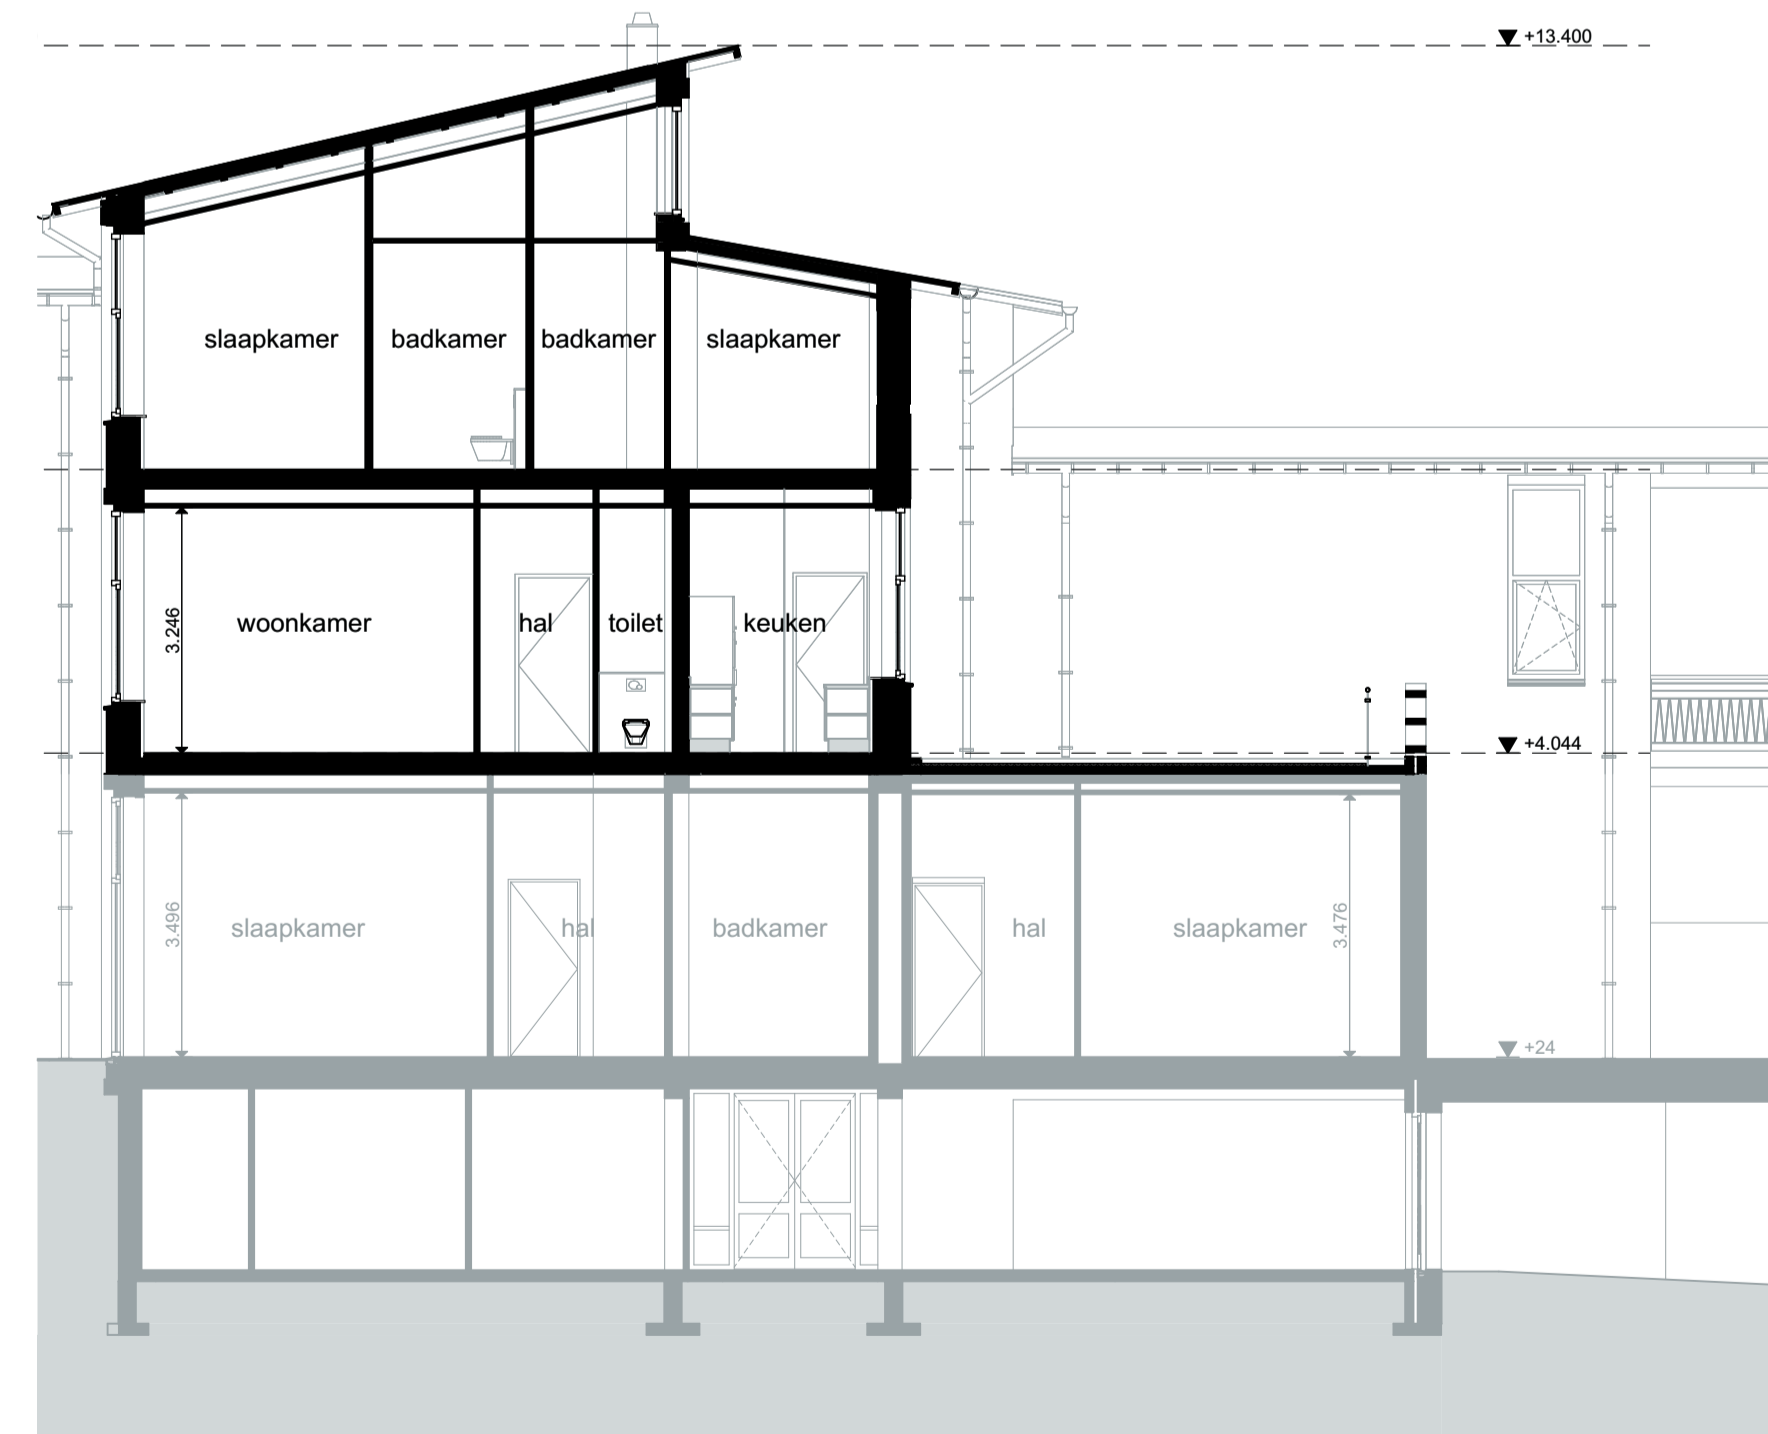 +13.400
slaapkamer
badkamer
badkamer
slaapkamer
3.246
woonkamer
hal
toilet
keuken
+4.044
3.496
slaapkamer
hal
badkamer
hal
slaapkamer
3.476
+24